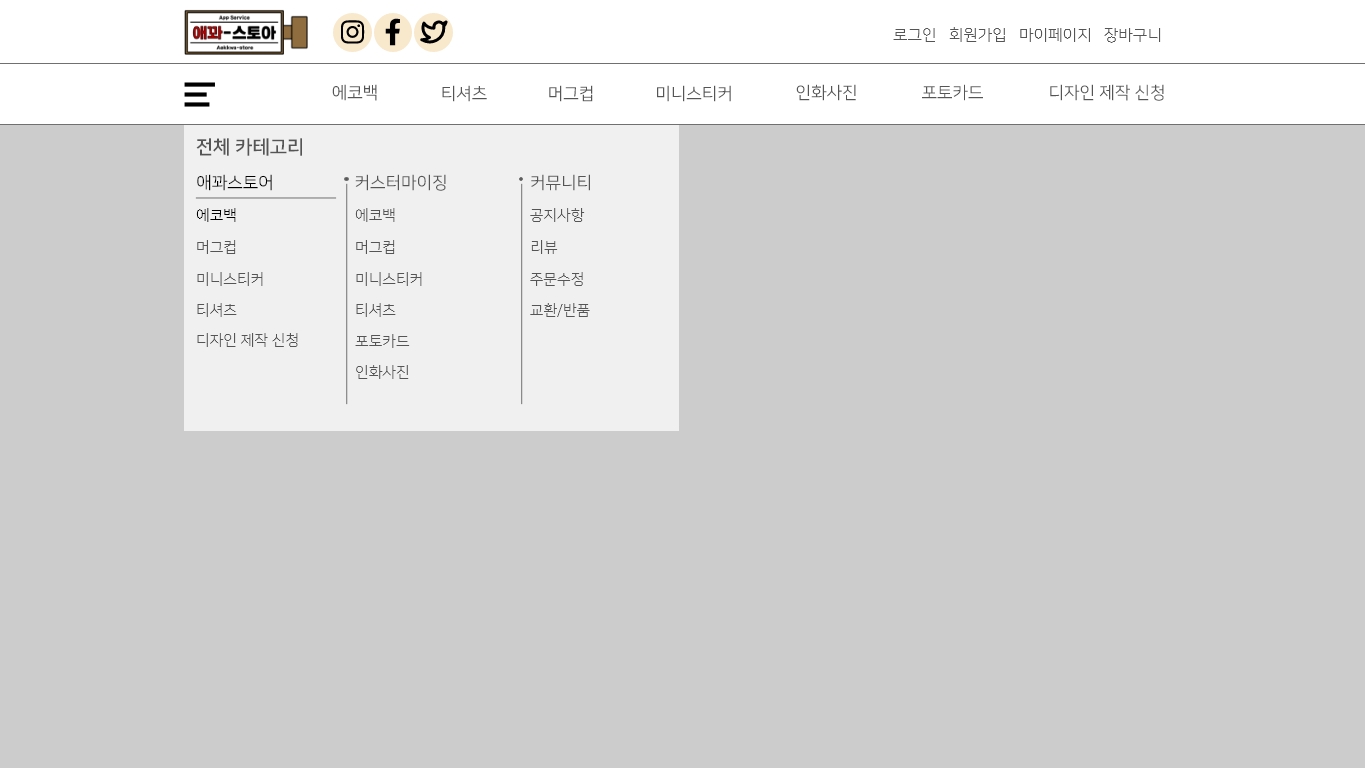 App Service
애꽈-스토아
Aekkwa-store
로그인 회원가입 마이페이지 장바구니
에코백 티셔츠 머그컵 미니스티커 인화사진 포토카드 디자인 제작 신청
전체 카테고리
애꽈스토어
에코백
머그컵
미니스티커
티셔츠
디자인 제작 신청
커스터마이징
에코백
머그컵
미니스티커
티셔츠
포토카드
인화사진
커뮤니티
공지사항
리뷰
주문수정
교환/반품